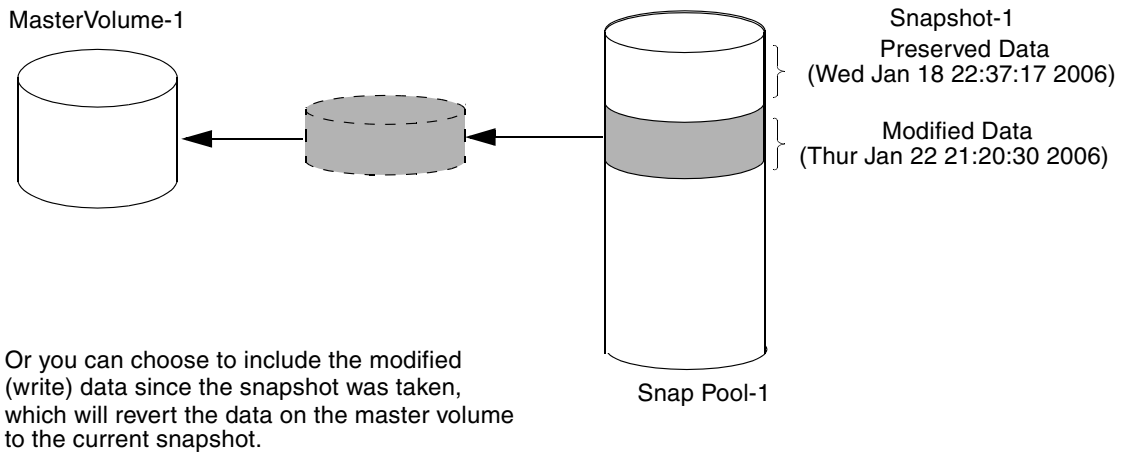 MasterVolume-1
Snapshot-1
Preserved Data
(Wed Jan 18 22:37:17 2006)
Modified Data
(Thur Jan 22 21:20:30 2006)
Snap Pool-1
Or you can choose to include the modified
(write) data since the snapshot was taken,
which will revert the data on the master volume
to the current snapshot.